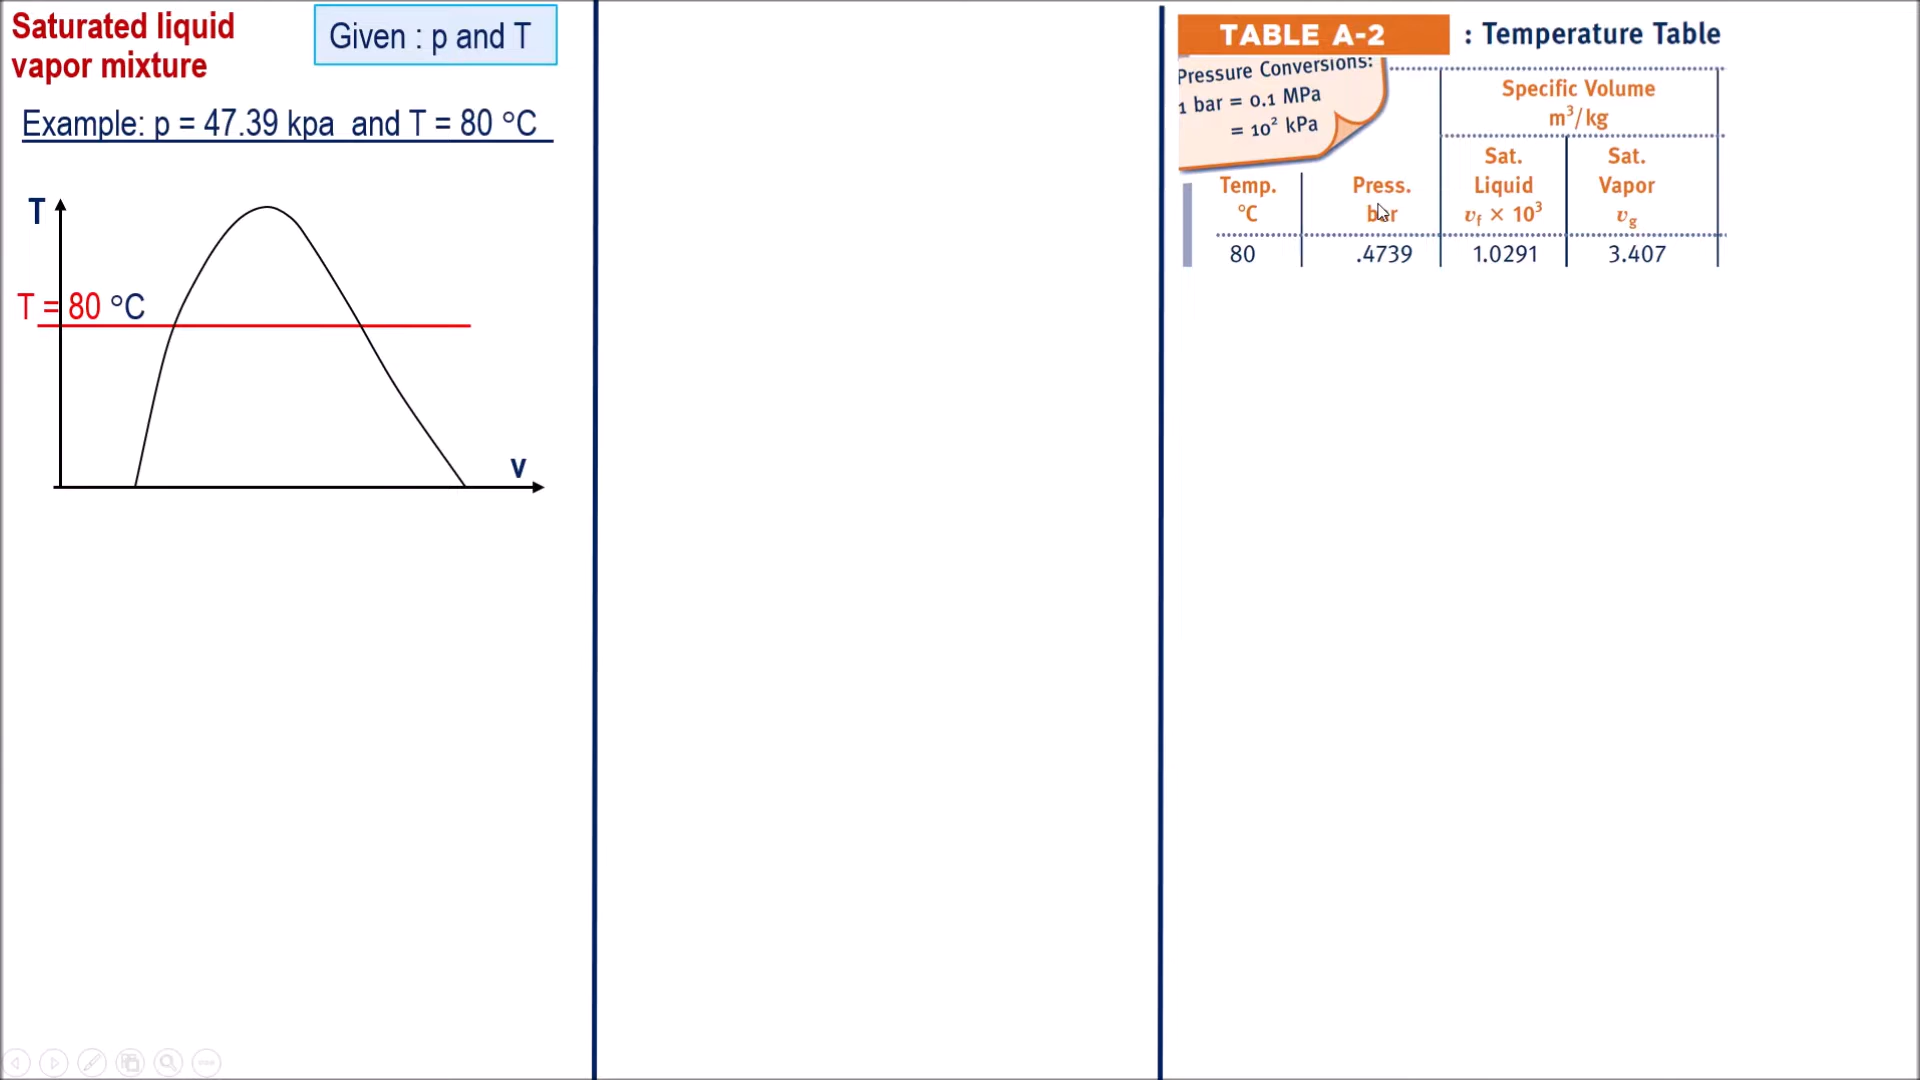 Saturated liquid
vapor mixture
Given : p and T
Example: p = 47.39 kpa  and T = 80 °C
T
T = 80 °C
v
TABLE A-2 : Temperature Table
Pressure Conversions:
1 bar = 0.1 MPa
= 10² kPa
Specific Volume
m³/kg
Sat. Sat.
Temp. Press. Liquid Vapor
°C bar v_f × 10³ v_g
80 .4739 1.0291 3.407